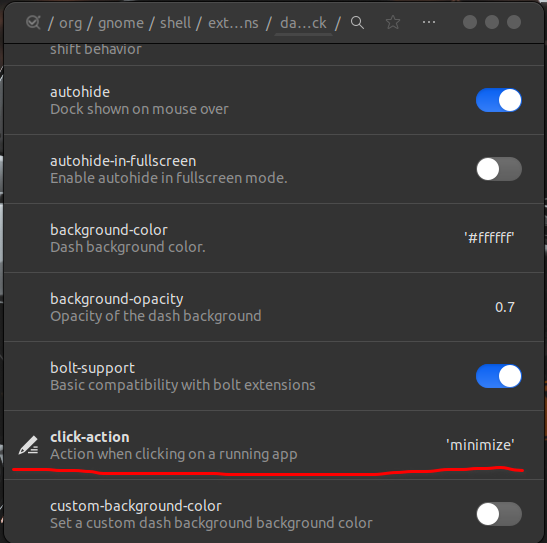 / org / gnome / shell / ext…ns / da…ck /
shift behavior
autohide
Dock shown on mouse over
autohide-in-fullscreen
Enable autohide in fullscreen mode.
background-color
Dash background color.
'#ffffff'
background-opacity
Opacity of the dash background
0.7
bolt-support
Basic compatibility with bolt extensions
click-action
Action when clicking on a running app
'minimize'
custom-background-color
Set a custom dash background background color